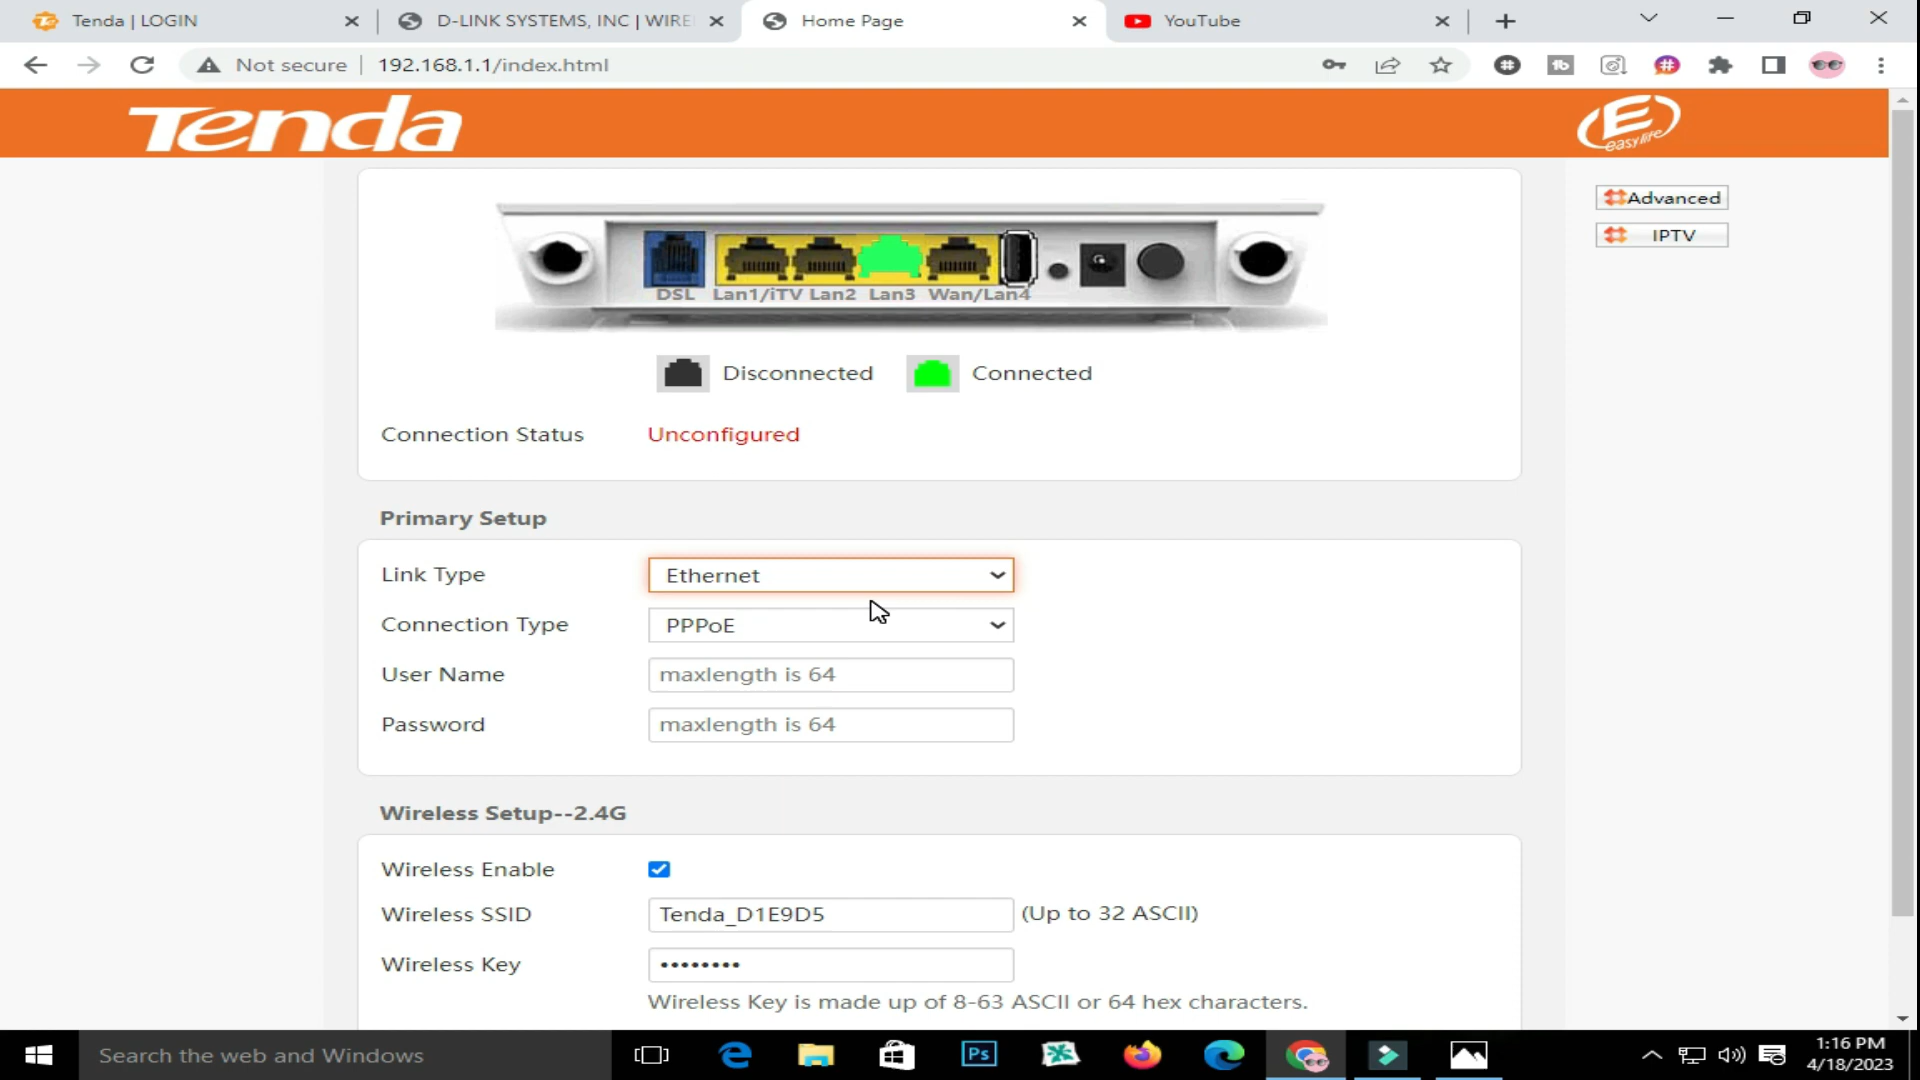 Tenda | LOGIN
D-LINK SYSTEMS, INC | WIRE
Home Page
YouTube
Not secure
192.168.1.1/index.html
Tenda
E
easy life
Advanced
IPTV
DSL Lan1/iTV Lan2 Lan3 Wan/Lan4
Disconnected
Connected
Connection Status Unconfigured
Primary Setup
Link Type Ethernet
Connection Type PPPoE
User Name maxlength is 64
Password maxlength is 64
Wireless Setup--2.4G
Wireless Enable
Wireless SSID Tenda_D1E9D5 (Up to 32 ASCII)
Wireless Key ••••••••
Wireless Key is made up of 8-63 ASCII or 64 hex characters.
Search the web and Windows
Ps
1:16 PM
4/18/2023